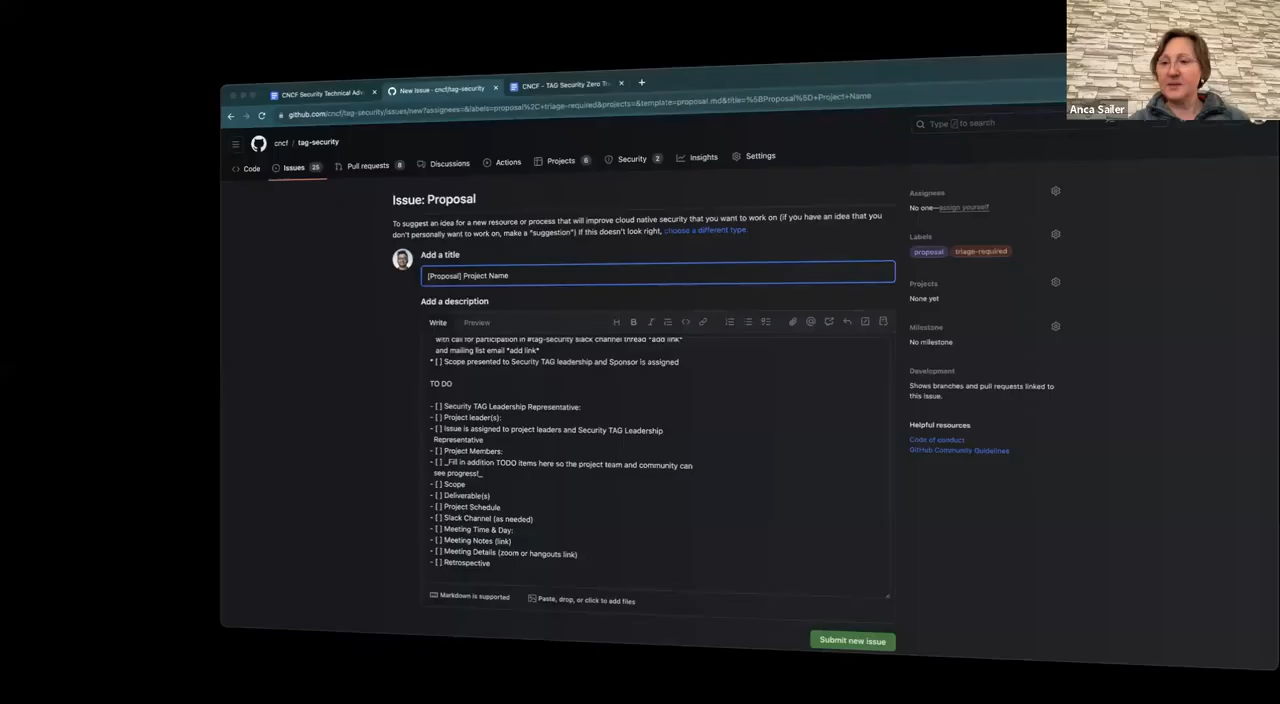 CNCF Security Technical Adv
New Issue · cncf/tag-security
CNCF - TAG Security Zero Tr
github.com/cncf/tag-security/issues/new?assignees=&labels=proposal%2C+triage-required&projects=&template=proposal.md&title=%5BProposal%5D+Project+Name
Anca Sailer
cncf / tag-security
Type / to search
Code
Issues 25
Pull requests 8
Discussions
Actions
Projects 6
Security 2
Insights
Settings
Issue: Proposal
To suggest an idea for a new resource or process that will improve cloud native security that you want to work on (if you have an idea that you
don't personally want to work on, make a "suggestion") If this doesn't look right, choose a different type.
Add a title
[Proposal] Project Name
Add a description
Write
Preview
with call for participation in #tag-security slack channel thread *add link*
and mailing list email *add link*
* [ ] Scope presented to Security TAG leadership and Sponsor is assigned
TO DO
- [ ] Security TAG Leadership Representative:
- [ ] Project leader(s):
- [ ] Issue is assigned to project leaders and Security TAG Leadership
Representative
- [ ] Project Members:
- [ ] _Fill in addition TODO items here so the project team and community can
see progress!_
- [ ] Scope
- [ ] Deliverable(s)
- [ ] Project Schedule
- [ ] Slack Channel (as needed)
- [ ] Meeting Time & Day:
- [ ] Meeting Notes (link)
- [ ] Meeting Details (zoom or hangouts link)
- [ ] Retrospective
Markdown is supported
Paste, drop, or click to add files
Submit new issue
Assignees
No one—assign yourself
Labels
proposal
triage-required
Projects
None yet
Milestone
No milestone
Development
Shows branches and pull requests linked to
this issue.
Helpful resources
Code of conduct
GitHub Community Guidelines